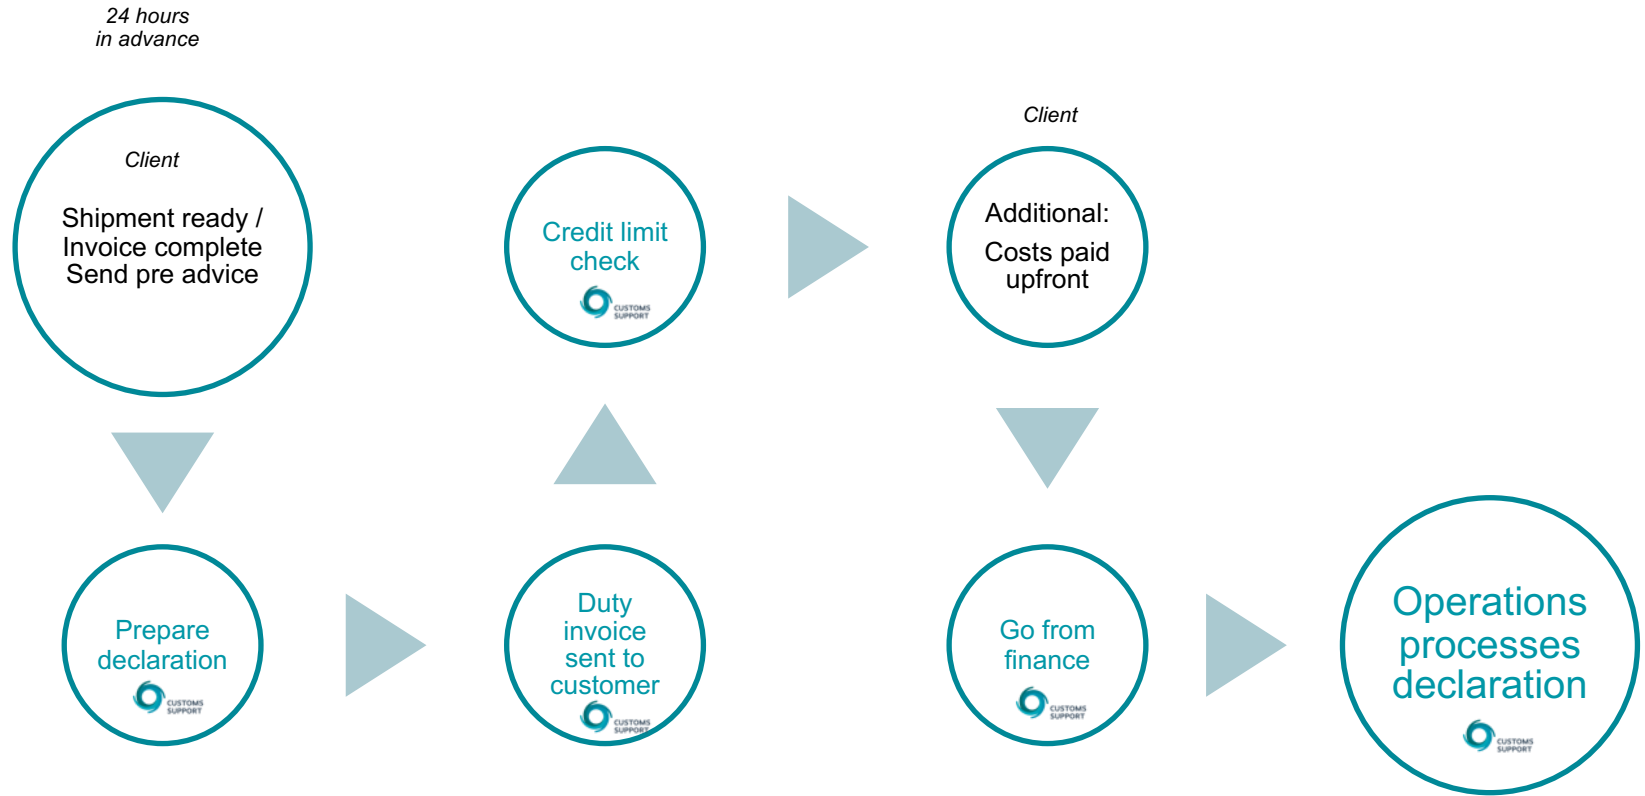 24 hours
in advance
Client
Shipment ready /
Invoice complete
Send pre advice
Prepare
declaration
CUSTOMS
SUPPORT
Duty
invoice
sent to
customer
CUSTOMS
SUPPORT
Credit limit
check
CUSTOMS
SUPPORT
Client
Additional:
Costs paid
upfront
Go from
finance
CUSTOMS
SUPPORT
Operations
processes
declaration
CUSTOMS
SUPPORT